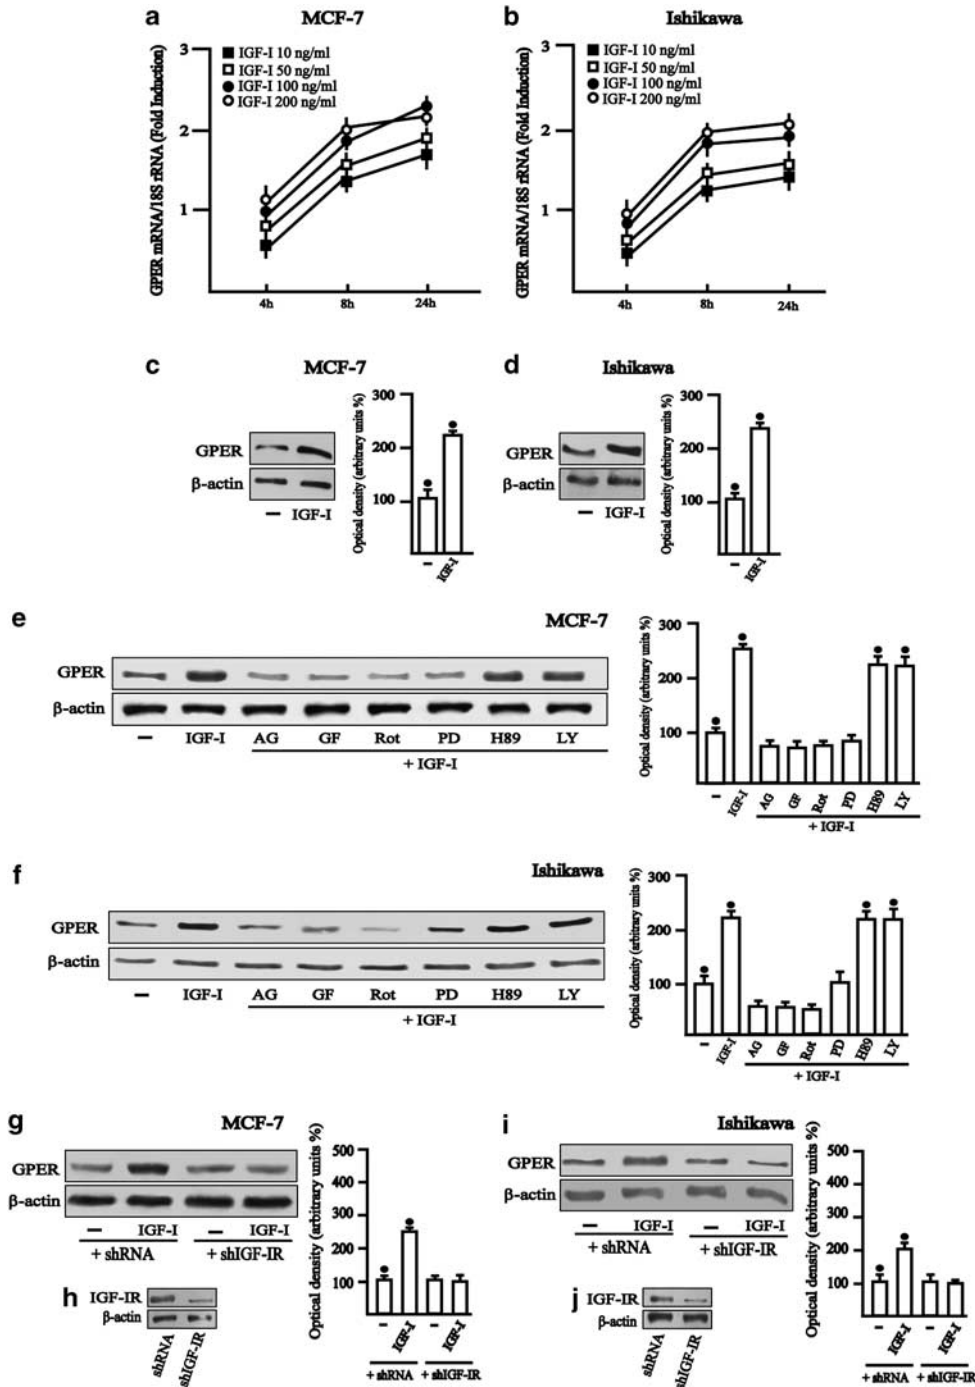 a
MCF-7
GPER mRNA/18S rRNA (Fold Induction)
3
2
1
IGF-I 10 ng/ml
IGF-I 50 ng/ml
IGF-I 100 ng/ml
IGF-I 200 ng/ml
4h 8h 24h
b
Ishikawa
GPER mRNA/18S rRNA (Fold Induction)
3
2
1
IGF-I 10 ng/ml
IGF-I 50 ng/ml
IGF-I 100 ng/ml
IGF-I 200 ng/ml
4h 8h 24h
c
MCF-7
GPER
β-actin
– IGF-I
Optical density (arbitrary units %)
300
200
100
– IGF-I
d
Ishikawa
GPER
β-actin
– IGF-I
Optical density (arbitrary units %)
300
200
100
– IGF-I
e
MCF-7
GPER
β-actin
– IGF-I AG GF Rot PD H89 LY
+ IGF-I
Optical density (arbitrary units %)
300
200
100
– IGF-I AG GF Rot PD H89 LY
+ IGF-I
f
Ishikawa
GPER
β-actin
– IGF-I AG GF Rot PD H89 LY
+ IGF-I
Optical density (arbitrary units %)
300
200
100
– IGF-I AG GF Rot PD H89 LY
+ IGF-I
g
MCF-7
GPER
β-actin
– IGF-I – IGF-I
+ shRNA + shIGF-IR
Optical density (arbitrary units %)
500
400
300
200
100
– IGF-I – IGF-I
+ shRNA + shIGF-IR
h
IGF-IR
β-actin
shRNA shIGF-IR
i
Ishikawa
GPER
β-actin
– IGF-I – IGF-I
+ shRNA + shIGF-IR
Optical density (arbitrary units %)
500
400
300
200
100
– IGF-I – IGF-I
+ shRNA + shIGF-IR
j
IGF-IR
β-actin
shRNA shIGF-IR